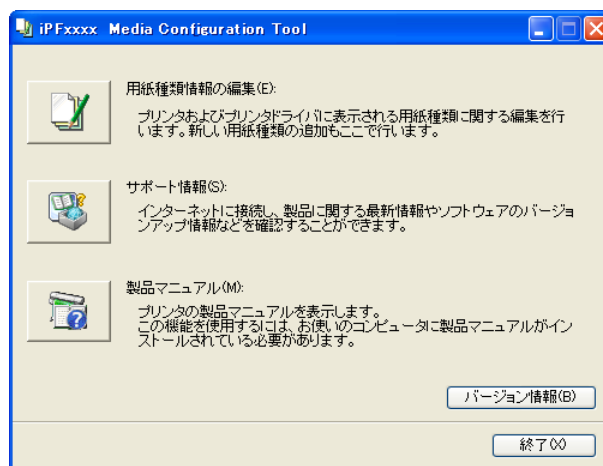 iPFxxxx Media Configuration Tool
用紙種類情報の編集(E):
プリンタおよびプリンタドライバに表示される用紙種類に関する編集を行
います。新しい用紙種類の追加もここで行います。
サポート情報(S):
インターネットに接続し、製品に関する最新情報やソフトウェアのバージョ
ンアップ情報などを確認することができます。
製品マニュアル(M):
プリンタの製品マニュアルを表示します。
この機能を使用するには、お使いのコンピュータに製品マニュアルがイン
ストールされている必要があります。
バージョン情報(B)
終了(X)